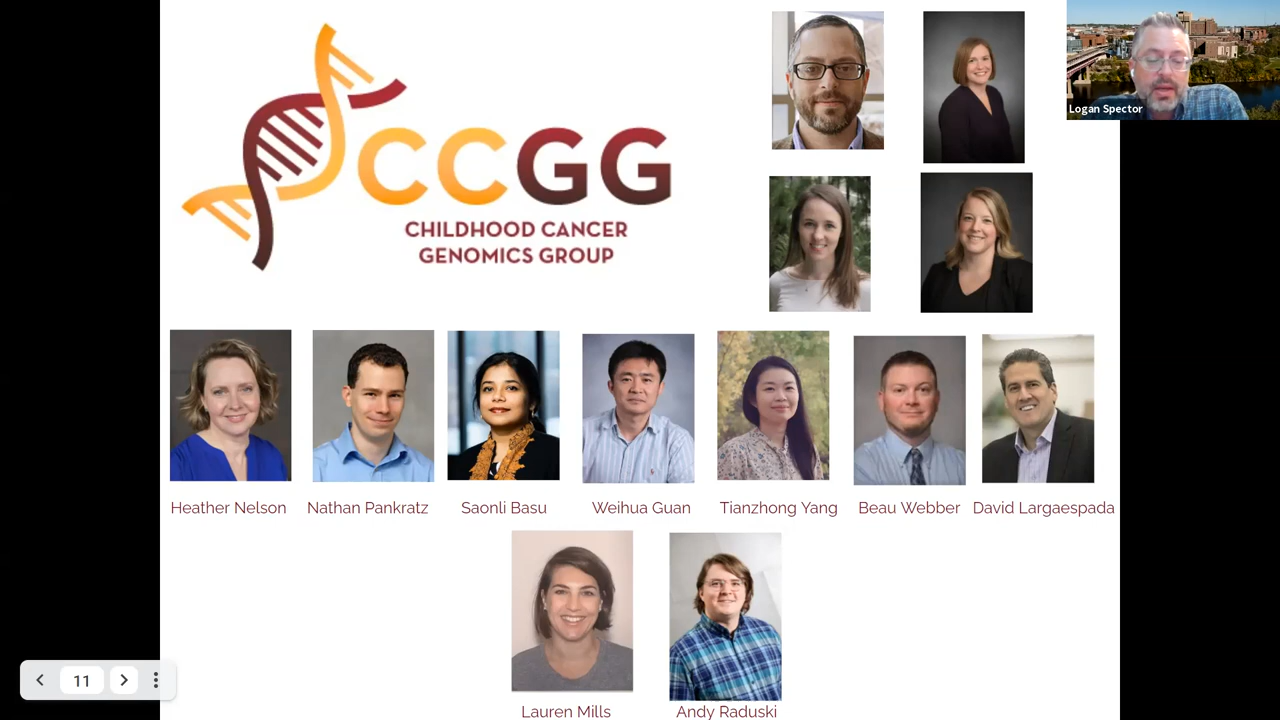 CCGG
CHILDHOOD CANCER
GENOMICS GROUP
Logan Spector
Heather Nelson
Nathan Pankratz
Saonli Basu
Weihua Guan
Tianzhong Yang
Beau Webber
David Largaespada
Lauren Mills
Andy Raduski
11